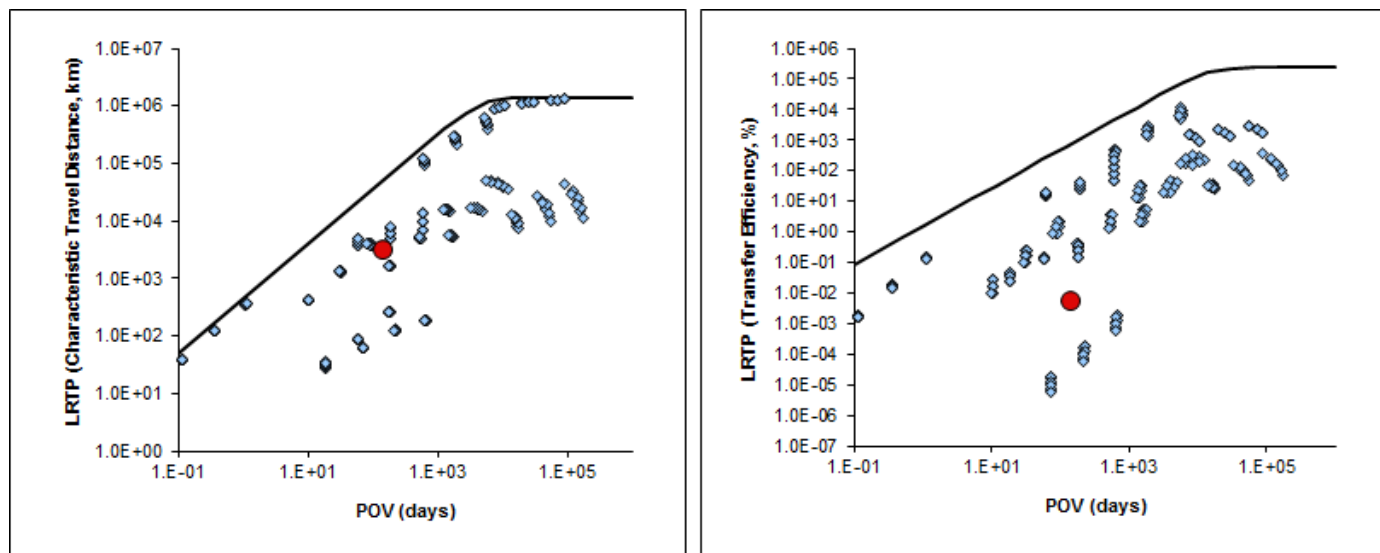 LRTP (Characteristic Travel Distance, km)
1.0E+07
1.0E+06
1.0E+05
1.0E+04
1.0E+03
1.0E+02
1.0E+01
1.0E+00
1.E-01
1.E+01
1.E+03
1.E+05
POV (days)
LRTP (Transfer Efficiency, %)
1.0E+06
1.0E+05
1.0E+04
1.0E+03
1.0E+02
1.0E+01
1.0E+00
1.0E-01
1.0E-02
1.0E-03
1.0E-04
1.0E-05
1.0E-06
1.0E-07
1.E-01
1.E+01
1.E+03
1.E+05
POV (days)